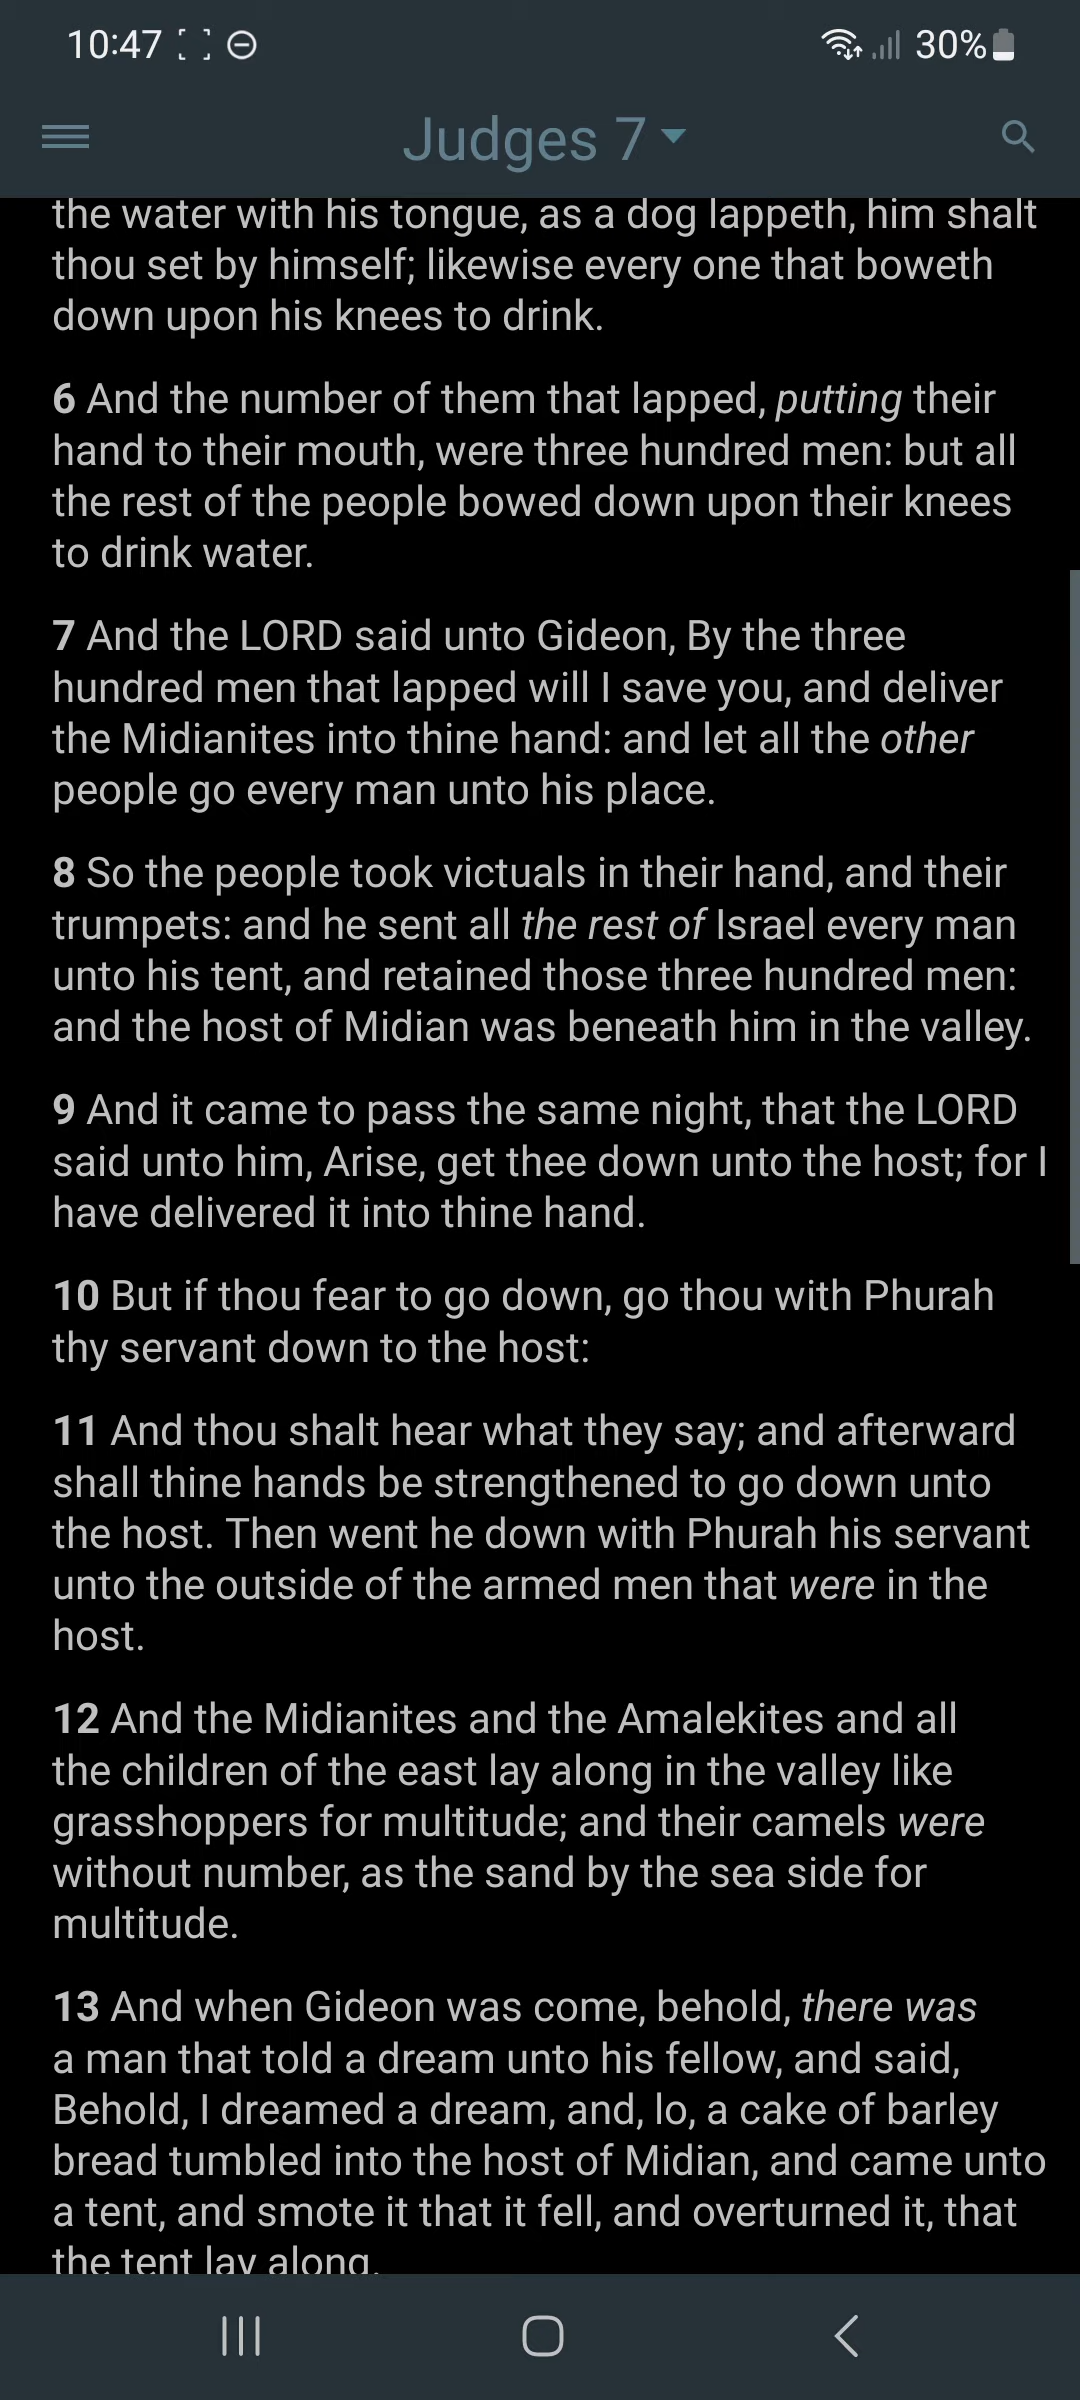 10:47 30%
Judges 7
the water with his tongue, as a dog lappeth, him shalt
thou set by himself; likewise every one that boweth
down upon his knees to drink.
6 And the number of them that lapped, putting their
hand to their mouth, were three hundred men: but all
the rest of the people bowed down upon their knees
to drink water.
7 And the LORD said unto Gideon, By the three
hundred men that lapped will I save you, and deliver
the Midianites into thine hand: and let all the other
people go every man unto his place.
8 So the people took victuals in their hand, and their
trumpets: and he sent all the rest of Israel every man
unto his tent, and retained those three hundred men:
and the host of Midian was beneath him in the valley.
9 And it came to pass the same night, that the LORD
said unto him, Arise, get thee down unto the host; for I
have delivered it into thine hand.
10 But if thou fear to go down, go thou with Phurah
thy servant down to the host:
11 And thou shalt hear what they say; and afterward
shall thine hands be strengthened to go down unto
the host. Then went he down with Phurah his servant
unto the outside of the armed men that were in the
host.
12 And the Midianites and the Amalekites and all
the children of the east lay along in the valley like
grasshoppers for multitude; and their camels were
without number, as the sand by the sea side for
multitude.
13 And when Gideon was come, behold, there was
a man that told a dream unto his fellow, and said,
Behold, I dreamed a dream, and, lo, a cake of barley
bread tumbled into the host of Midian, and came unto
a tent, and smote it that it fell, and overturned it, that
the tent lay along.